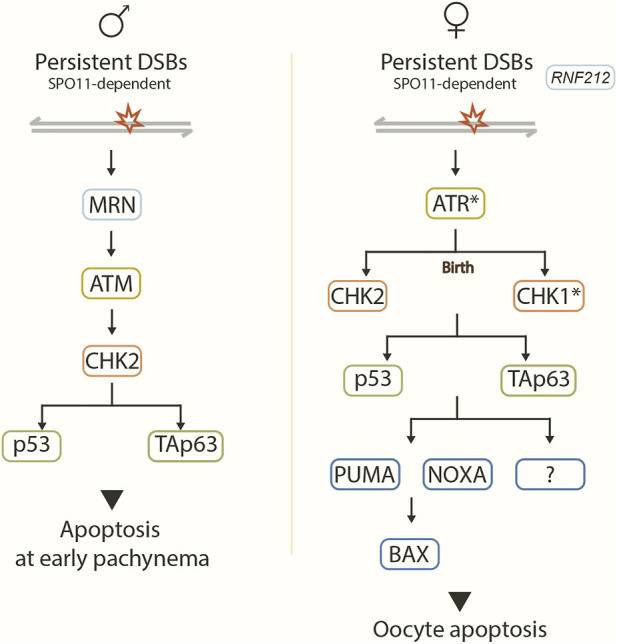 ♂
Persistent DSBs
SPO11-dependent
MRN
ATM
CHK2
p53
TAp63
Apoptosis
at early pachynema
♀
Persistent DSBs
SPO11-dependent
RNF212
ATR*
Birth
CHK2
CHK1*
p53
TAp63
PUMA
NOXA
?
BAX
Oocyte apoptosis